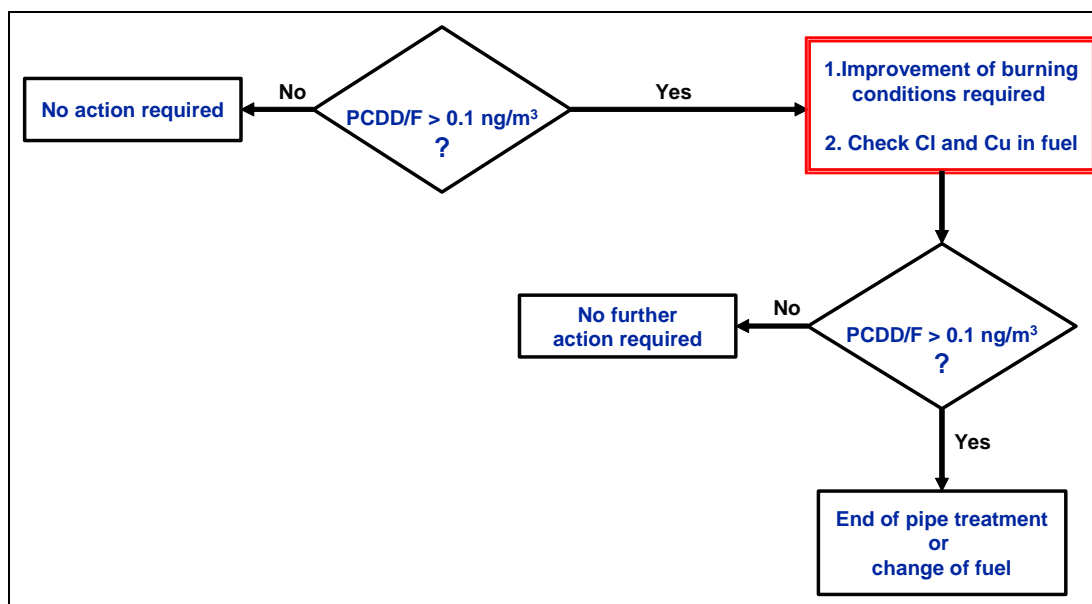 No action required
No
PCDD/F > 0.1 ng/m³
?
Yes
1.Improvement of burning
conditions required
2. Check Cl and Cu in fuel
No further
action required
No
PCDD/F > 0.1 ng/m³
?
Yes
End of pipe treatment
or
change of fuel